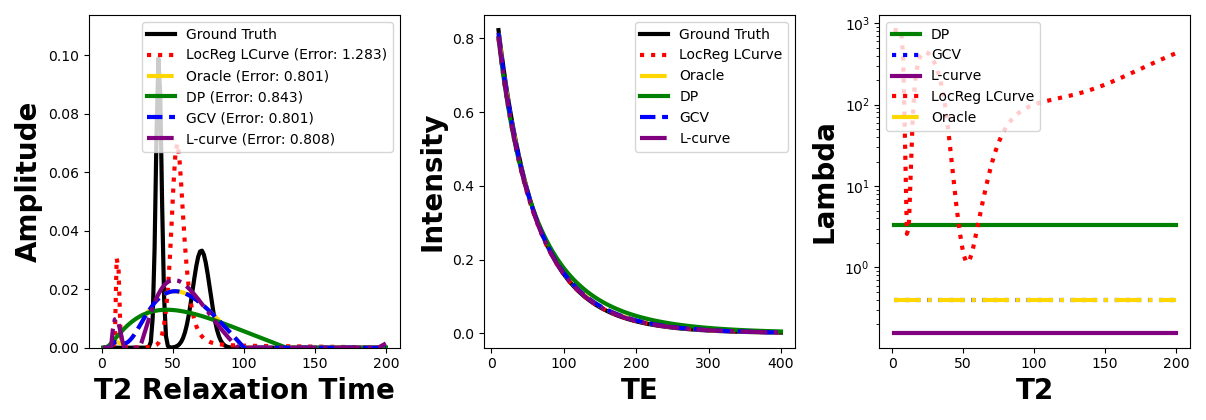 Amplitude
0.10
0.08
0.06
0.04
0.02
0.00
Ground Truth
LocReg LCurve (Error: 1.283)
Oracle (Error: 0.801)
DP (Error: 0.843)
GCV (Error: 0.801)
L-curve (Error: 0.808)
0 50 100 150 200
T2 Relaxation Time
Intensity
0.8
0.6
0.4
0.2
0.0
Ground Truth
LocReg LCurve
Oracle
DP
GCV
L-curve
0 100 200 300 400
TE
Lambda
10³
10²
10¹
10⁰
DP
GCV
L-curve
LocReg LCurve
Oracle
0 50 100 150 200
T2